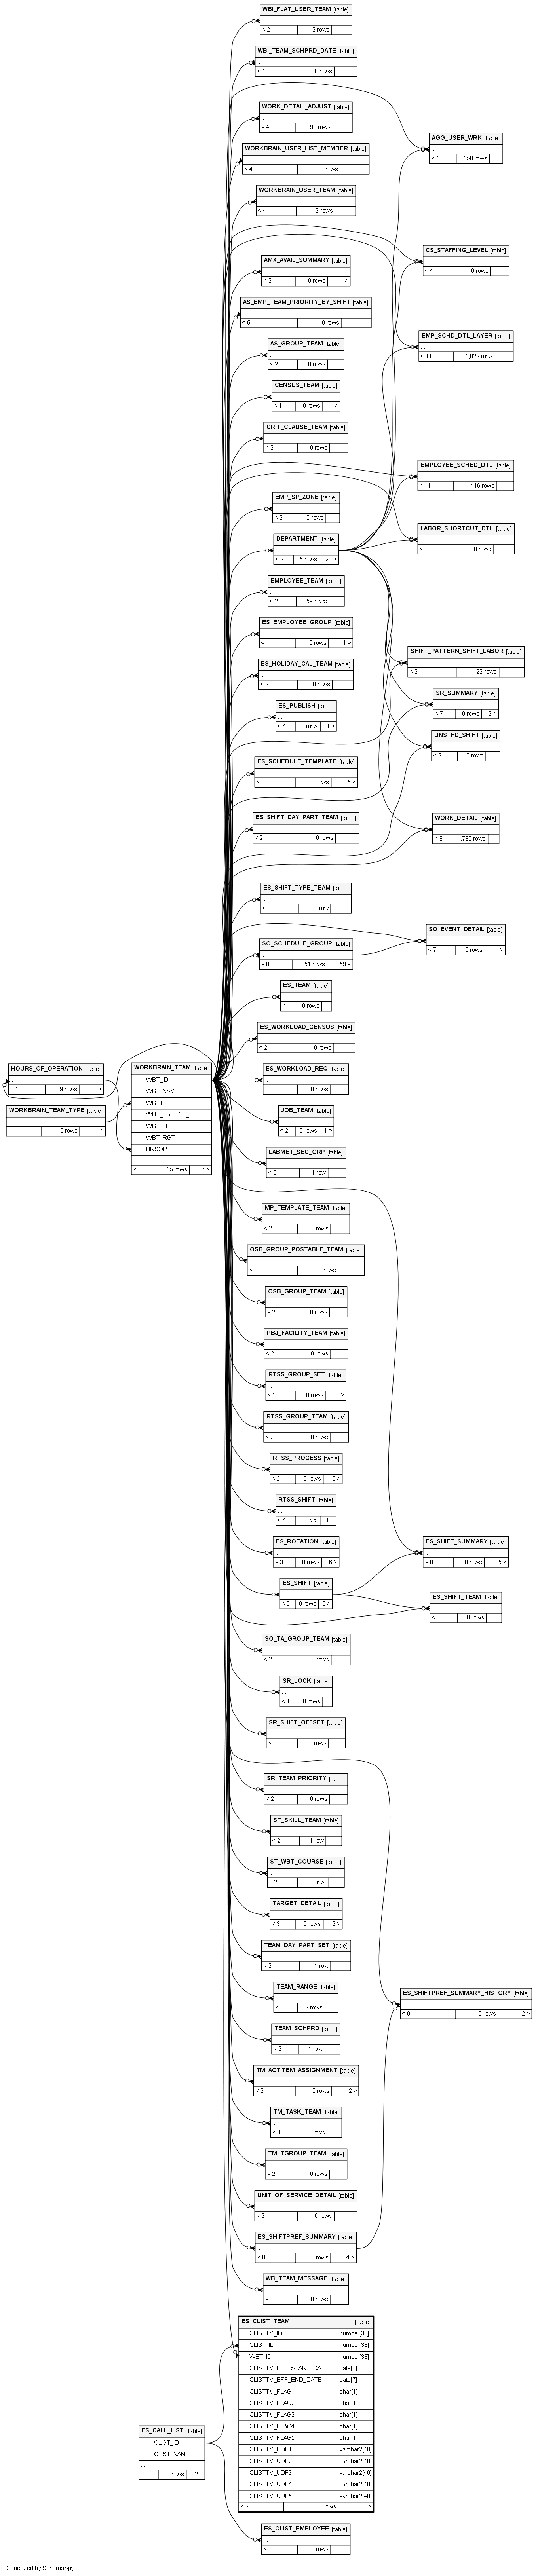 WBI_FLAT_USER_TEAM [table]
...
< 2 2 rows
WBI_TEAM_SCHPRD_DATE [table]
...
< 1 0 rows
WORK_DETAIL_ADJUST [table]
...
< 4 92 rows
AGG_USER_WRK [table]
...
< 13 550 rows
WORKBRAIN_USER_LIST_MEMBER [table]
...
< 4 0 rows
WORKBRAIN_USER_TEAM [table]
...
< 4 12 rows
CS_STAFFING_LEVEL [table]
...
< 4 0 rows
AMX_AVAIL_SUMMARY [table]
...
< 2 0 rows 1 >
AS_EMP_TEAM_PRIORITY_BY_SHIFT [table]
...
< 5 0 rows
EMP_SCHD_DTL_LAYER [table]
...
< 11 1,022 rows
AS_GROUP_TEAM [table]
...
< 2 0 rows
CENSUS_TEAM [table]
...
< 1 0 rows 1 >
CRIT_CLAUSE_TEAM [table]
...
< 2 0 rows
EMPLOYEE_SCHED_DTL [table]
...
< 11 1,416 rows
EMP_SP_ZONE [table]
...
< 3 0 rows
LABOR_SHORTCUT_DTL [table]
...
< 8 0 rows
DEPARTMENT [table]
...
< 2 5 rows 23 >
EMPLOYEE_TEAM [table]
...
< 2 59 rows
ES_EMPLOYEE_GROUP [table]
...
< 1 0 rows 1 >
SHIFT_PATTERN_SHIFT_LABOR [table]
...
< 9 22 rows
ES_HOLIDAY_CAL_TEAM [table]
...
< 2 0 rows
SR_SUMMARY [table]
...
< 7 0 rows 2 >
ES_PUBLISH [table]
...
< 4 0 rows 1 >
UNSTFD_SHIFT [table]
...
< 9 0 rows
ES_SCHEDULE_TEMPLATE [table]
...
< 3 0 rows 5 >
ES_SHIFT_DAY_PART_TEAM [table]
...
< 2 0 rows
WORK_DETAIL [table]
...
< 8 1,735 rows
ES_SHIFT_TYPE_TEAM [table]
...
< 3 1 row
SO_EVENT_DETAIL [table]
...
< 7 6 rows 1 >
SO_SCHEDULE_GROUP [table]
...
< 8 51 rows 59 >
ES_TEAM [table]
...
< 1 0 rows
ES_WORKLOAD_CENSUS [table]
...
< 2 0 rows
HOURS_OF_OPERATION [table]
...
< 1 9 rows 3 >
WORKBRAIN_TEAM_TYPE [table]
...
10 rows 1 >
WORKBRAIN_TEAM [table]
WBT_ID
WBT_NAME
WBTT_ID
WBT_PARENT_ID
WBT_LFT
WBT_RGT
HRSOP_ID
...
< 3 55 rows 67 >
ES_WORKLOAD_REQ [table]
...
< 4 0 rows
JOB_TEAM [table]
...
< 2 9 rows 1 >
LABMET_SEC_GRP [table]
...
< 5 1 row
MP_TEMPLATE_TEAM [table]
...
< 2 0 rows
OSB_GROUP_POSTABLE_TEAM [table]
...
< 2 0 rows
OSB_GROUP_TEAM [table]
...
< 2 0 rows
PBJ_FACILITY_TEAM [table]
...
< 2 0 rows
RTSS_GROUP_SET [table]
...
< 1 0 rows 1 >
RTSS_GROUP_TEAM [table]
...
< 2 0 rows
RTSS_PROCESS [table]
...
< 2 0 rows 5 >
RTSS_SHIFT [table]
...
< 4 0 rows 1 >
ES_ROTATION [table]
...
< 3 0 rows 6 >
ES_SHIFT_SUMMARY [table]
...
< 8 0 rows 15 >
ES_SHIFT [table]
...
< 2 0 rows 6 >
ES_SHIFT_TEAM [table]
...
< 2 0 rows
SO_TA_GROUP_TEAM [table]
...
< 2 0 rows
SR_LOCK [table]
...
< 1 0 rows
SR_SHIFT_OFFSET [table]
...
< 3 0 rows
SR_TEAM_PRIORITY [table]
...
< 2 0 rows
ST_SKILL_TEAM [table]
...
< 2 1 row
ST_WBT_COURSE [table]
...
< 2 0 rows
TARGET_DETAIL [table]
...
< 3 0 rows 2 >
TEAM_DAY_PART_SET [table]
...
< 2 1 row
TEAM_RANGE [table]
...
< 3 2 rows
ES_SHIFTPREF_SUMMARY_HISTORY [table]
...
< 9 0 rows 2 >
TEAM_SCHPRD [table]
...
< 2 1 row
TM_ACTITEM_ASSIGNMENT [table]
...
< 2 0 rows 2 >
TM_TASK_TEAM [table]
...
< 3 0 rows
TM_TGROUP_TEAM [table]
...
< 2 0 rows
UNIT_OF_SERVICE_DETAIL [table]
...
< 2 0 rows
ES_SHIFTPREF_SUMMARY [table]
...
< 8 0 rows 4 >
WB_TEAM_MESSAGE [table]
...
< 1 0 rows
ES_CLIST_TEAM [table]
CLISTTM_ID number[38]
CLIST_ID number[38]
WBT_ID number[38]
CLISTTM_EFF_START_DATE date[7]
CLISTTM_EFF_END_DATE date[7]
CLISTTM_FLAG1 char[1]
CLISTTM_FLAG2 char[1]
CLISTTM_FLAG3 char[1]
CLISTTM_FLAG4 char[1]
CLISTTM_FLAG5 char[1]
CLISTTM_UDF1 varchar2[40]
CLISTTM_UDF2 varchar2[40]
CLISTTM_UDF3 varchar2[40]
CLISTTM_UDF4 varchar2[40]
CLISTTM_UDF5 varchar2[40]
< 2 0 rows 0 >
ES_CALL_LIST [table]
CLIST_ID
CLIST_NAME
...
0 rows 2 >
ES_CLIST_EMPLOYEE [table]
...
< 3 0 rows
Generated by SchemaSpy